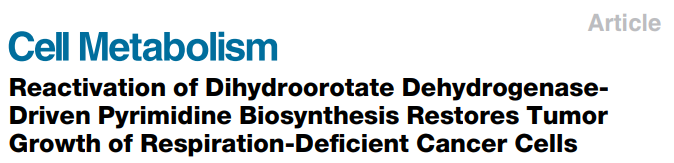 Article
Cell Metabolism
Reactivation of Dihydroorotate Dehydrogenase-
Driven Pyrimidine Biosynthesis Restores Tumor
Growth of Respiration-Deficient Cancer Cells